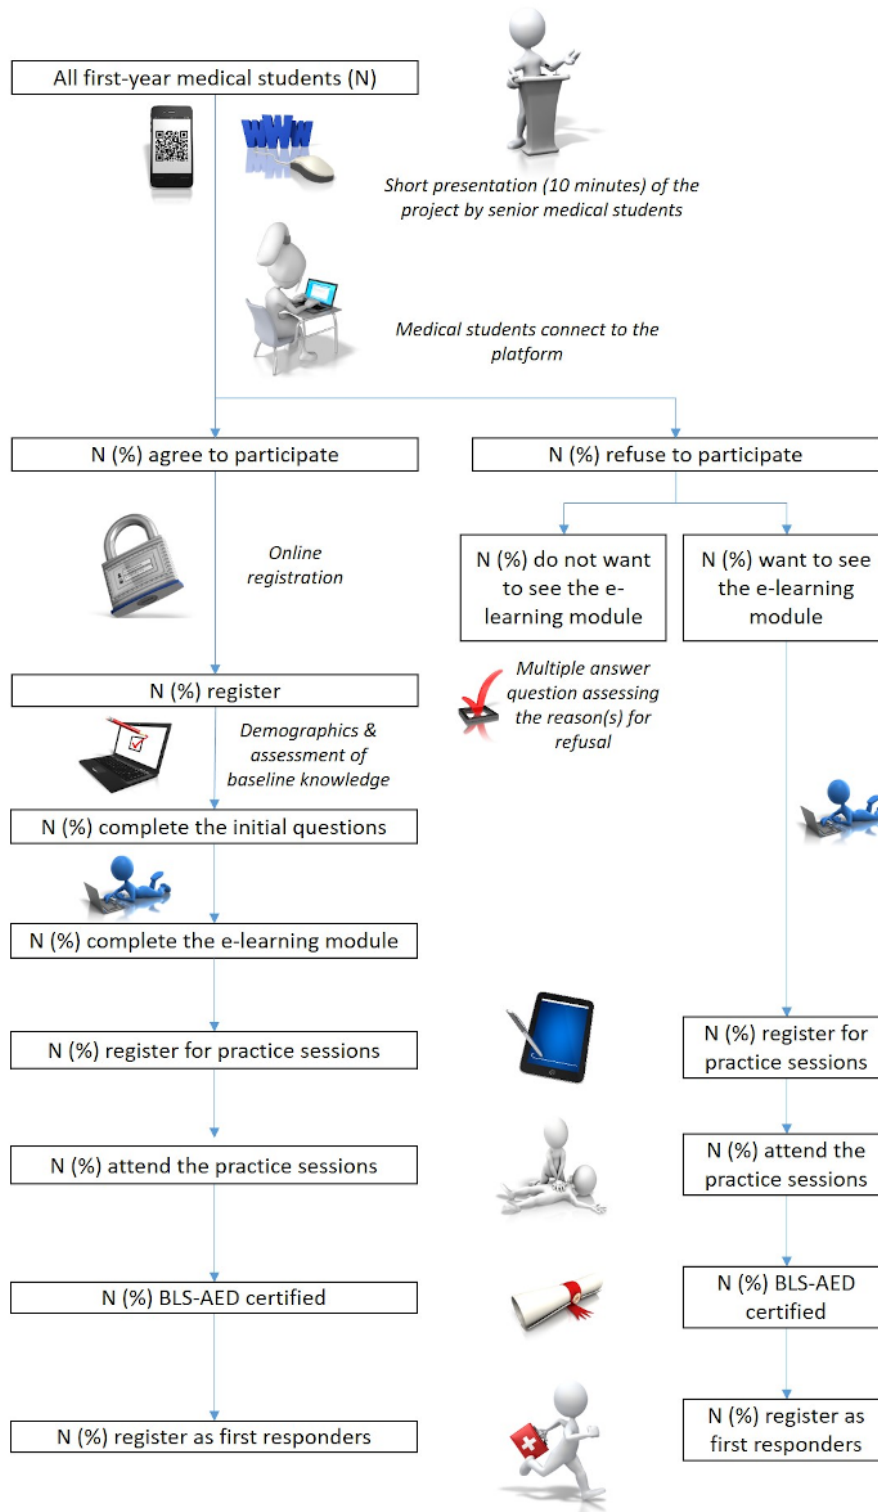 All first-year medical students (N)
WWW
Short presentation (10 minutes) of the
project by senior medical students
Medical students connect to the
platform
N (%) agree to participate
N (%) refuse to participate
Online
registration
N (%) do not want
to see the e-
learning module
N (%) want to see
the e-learning
module
N (%) register
Multiple answer
question assessing
the reason(s) for
refusal
Demographics &
assessment of
baseline knowledge
N (%) complete the initial questions
N (%) complete the e-learning module
N (%) register for practice sessions
N (%) register for
practice sessions
N (%) attend the practice sessions
N (%) attend the
practice sessions
N (%) BLS-AED certified
N (%) BLS-AED
certified
N (%) register as first responders
N (%) register as
first responders